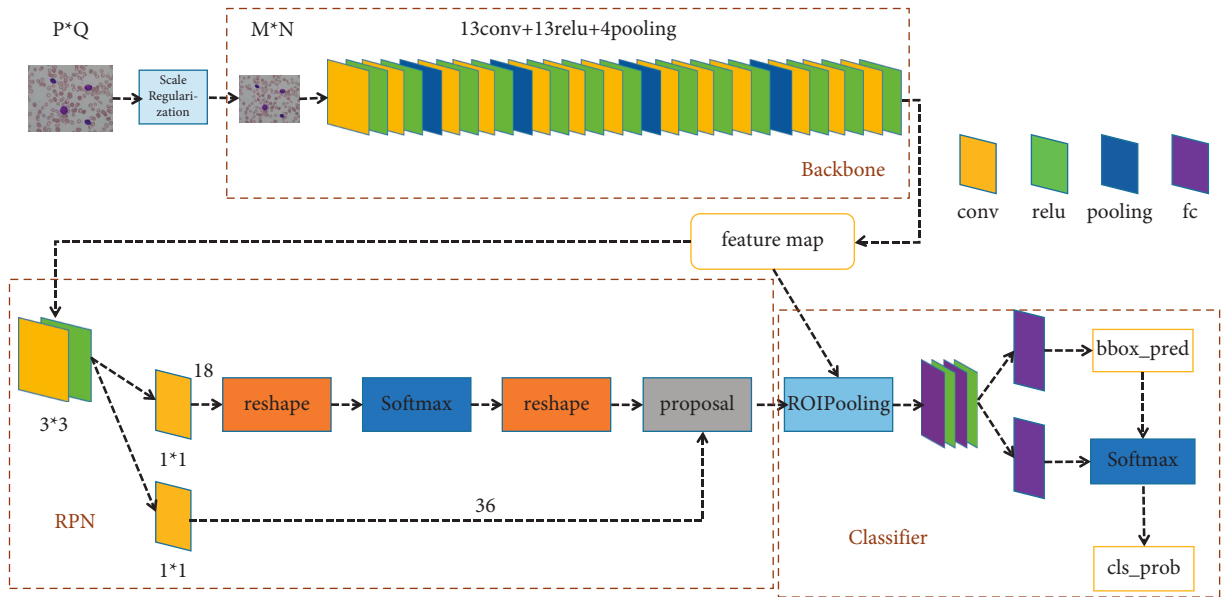 P*Q
M*N
13conv+13relu+4pooling
Scale
Regulari-
zation
Backbone
conv
relu
pooling
fc
feature map
3*3
18
1*1
reshape
Softmax
reshape
proposal
36
1*1
RPN
ROIPooling
bbox_pred
Softmax
cls_prob
Classifier